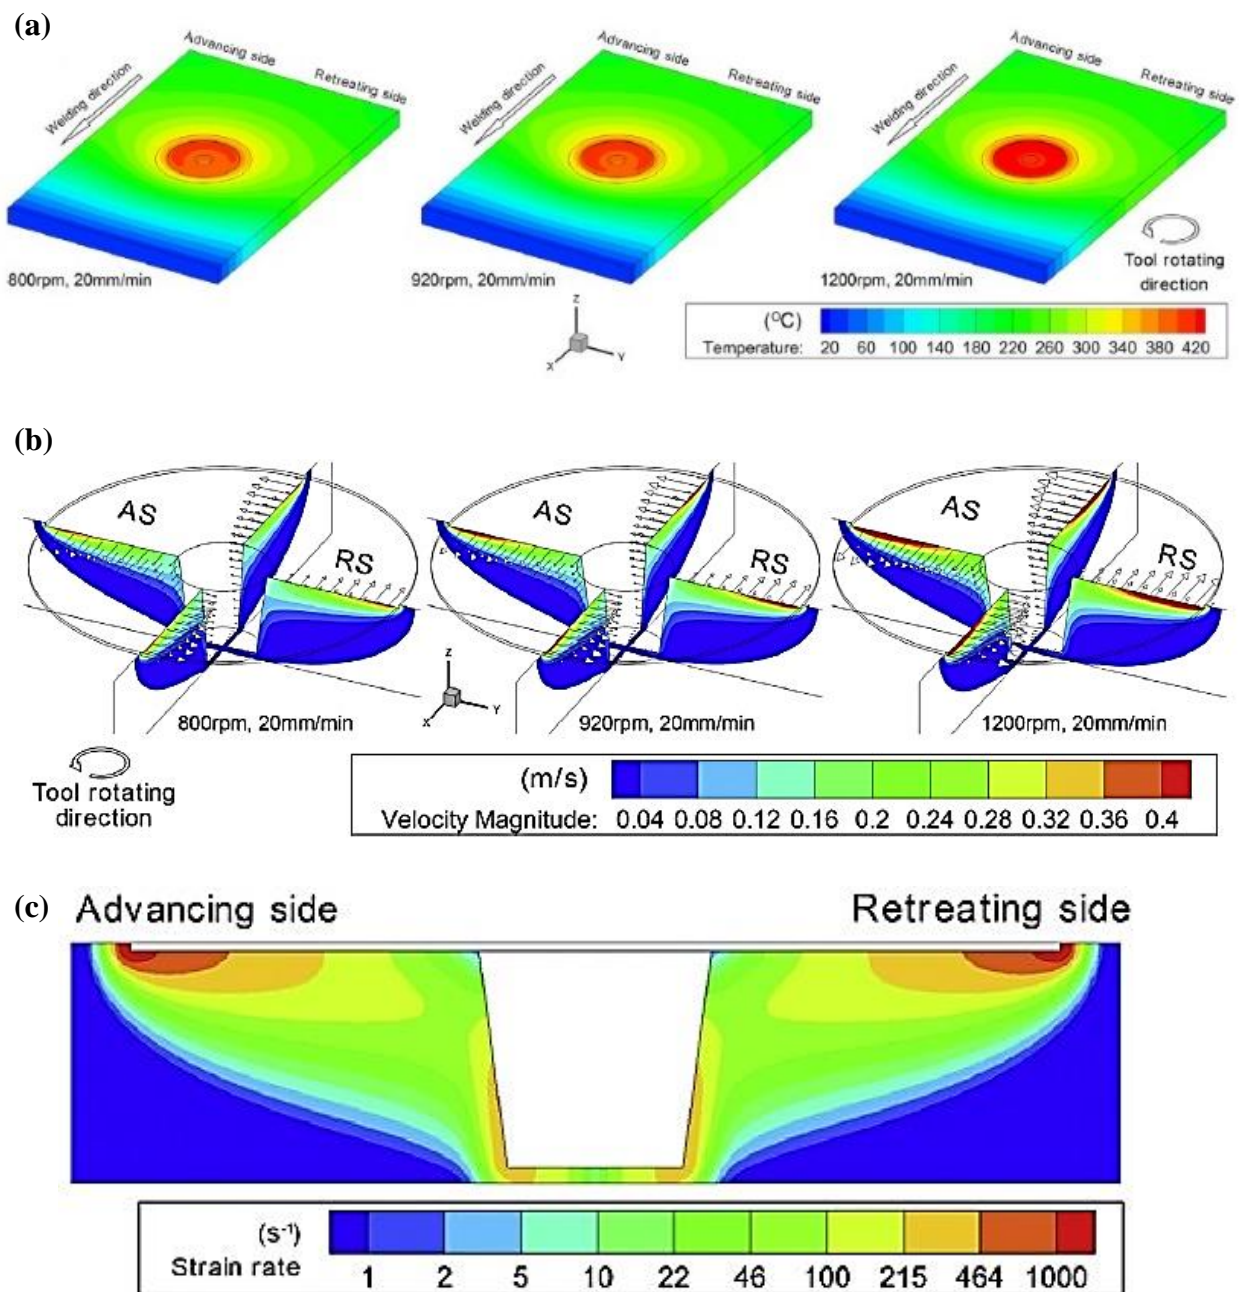 (a)
Advancing side
Retreating side
Welding direction
800rpm, 20mm/min
Advancing side
Retreating side
Welding direction
920rpm, 20mm/min
Advancing side
Retreating side
Welding direction
1200rpm, 20mm/min
Tool rotating
direction
Z
X
Y
(ºC)
Temperature: 20 60 100 140 180 220 260 300 340 380 420
(b)
AS
RS
800rpm, 20mm/min
AS
RS
920rpm, 20mm/min
AS
RS
1200rpm, 20mm/min
Z
X
Y
Tool rotating
direction
(m/s)
Velocity Magnitude: 0.04 0.08 0.12 0.16 0.2 0.24 0.28 0.32 0.36 0.4
(c)
Advancing side
Retreating side
(s⁻¹)
Strain rate 1 2 5 10 22 46 100 215 464 1000